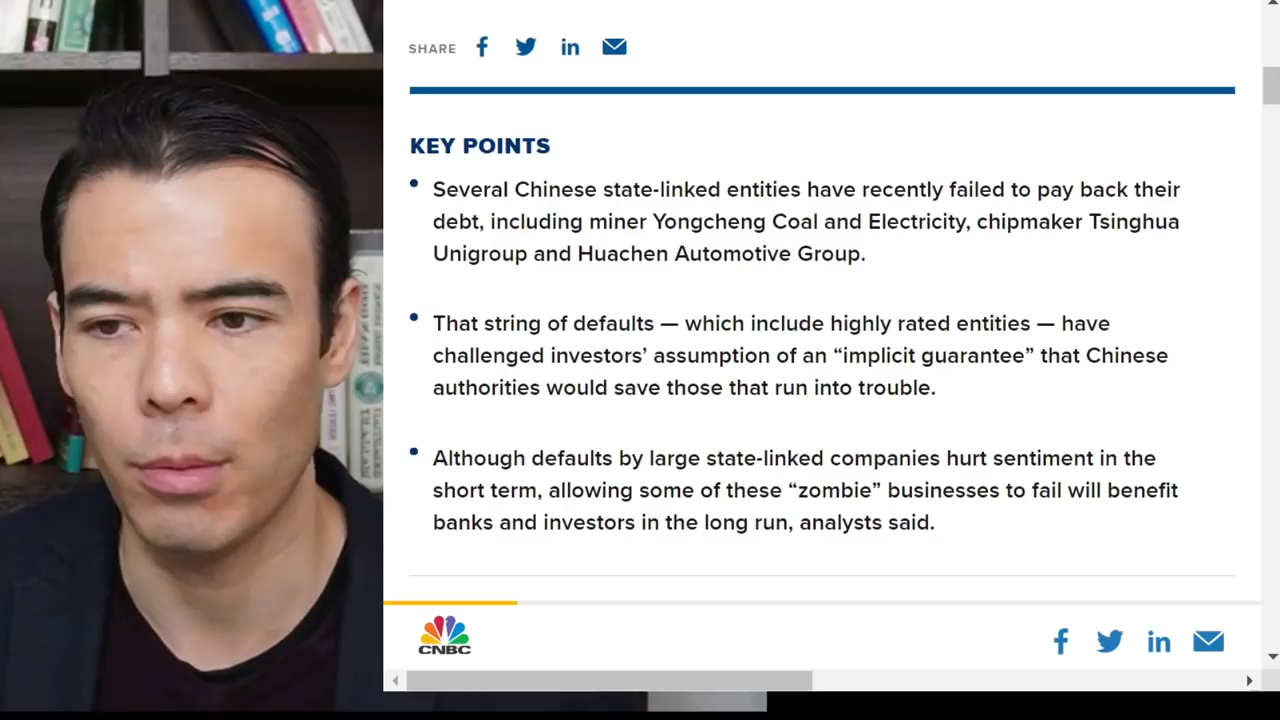 SHARE
KEY POINTS
Several Chinese state-linked entities have recently failed to pay back their
debt, including miner Yongcheng Coal and Electricity, chipmaker Tsinghua
Unigroup and Huachen Automotive Group.
That string of defaults — which include highly rated entities — have
challenged investors’ assumption of an “implicit guarantee” that Chinese
authorities would save those that run into trouble.
Although defaults by large state-linked companies hurt sentiment in the
short term, allowing some of these “zombie” businesses to fail will benefit
banks and investors in the long run, analysts said.
CNBC